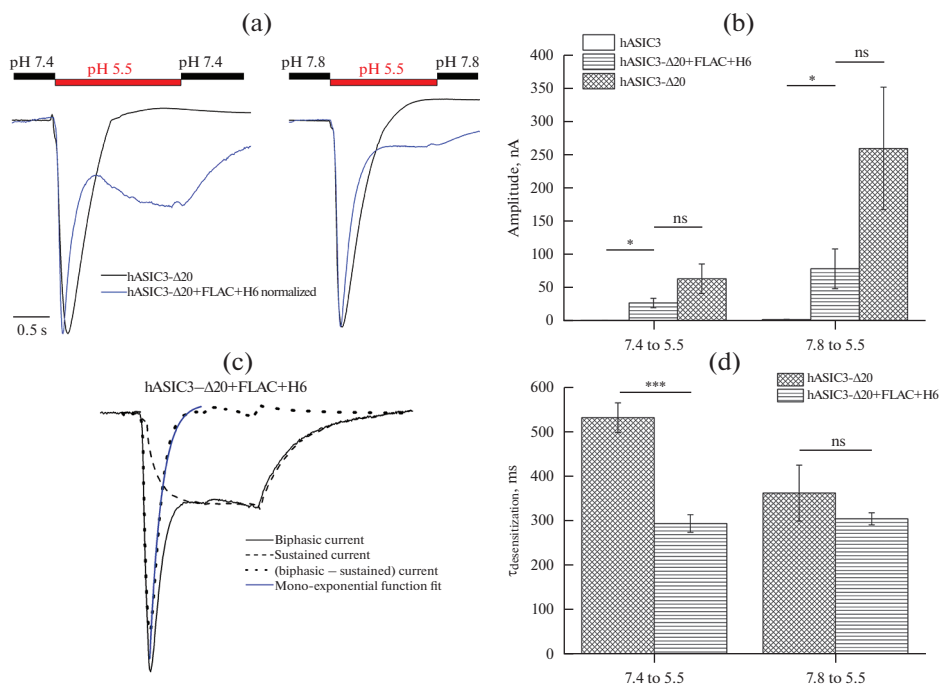 (a)
pH 7.4
pH 5.5
pH 7.4
pH 7.8
pH 5.5
pH 7.8
hASIC3-Δ20
hASIC3-Δ20+FLAC+H6 normalized
0.5 s
(b)
hASIC3
hASIC3-Δ20+FLAC+H6
hASIC3-Δ20
Amplitude, nA
400
350
300
250
200
150
100
50
0
*
ns
*
ns
7.4 to 5.5
7.8 to 5.5
(c)
hASIC3–Δ20+FLAC+H6
Biphasic current
Sustained current
(biphasic – sustained) current
Mono-exponential function fit
(d)
hASIC3-Δ20
hASIC3-Δ20+FLAC+H6
τdesensitization, ms
600
500
400
300
200
100
0
***
ns
7.4 to 5.5
7.8 to 5.5